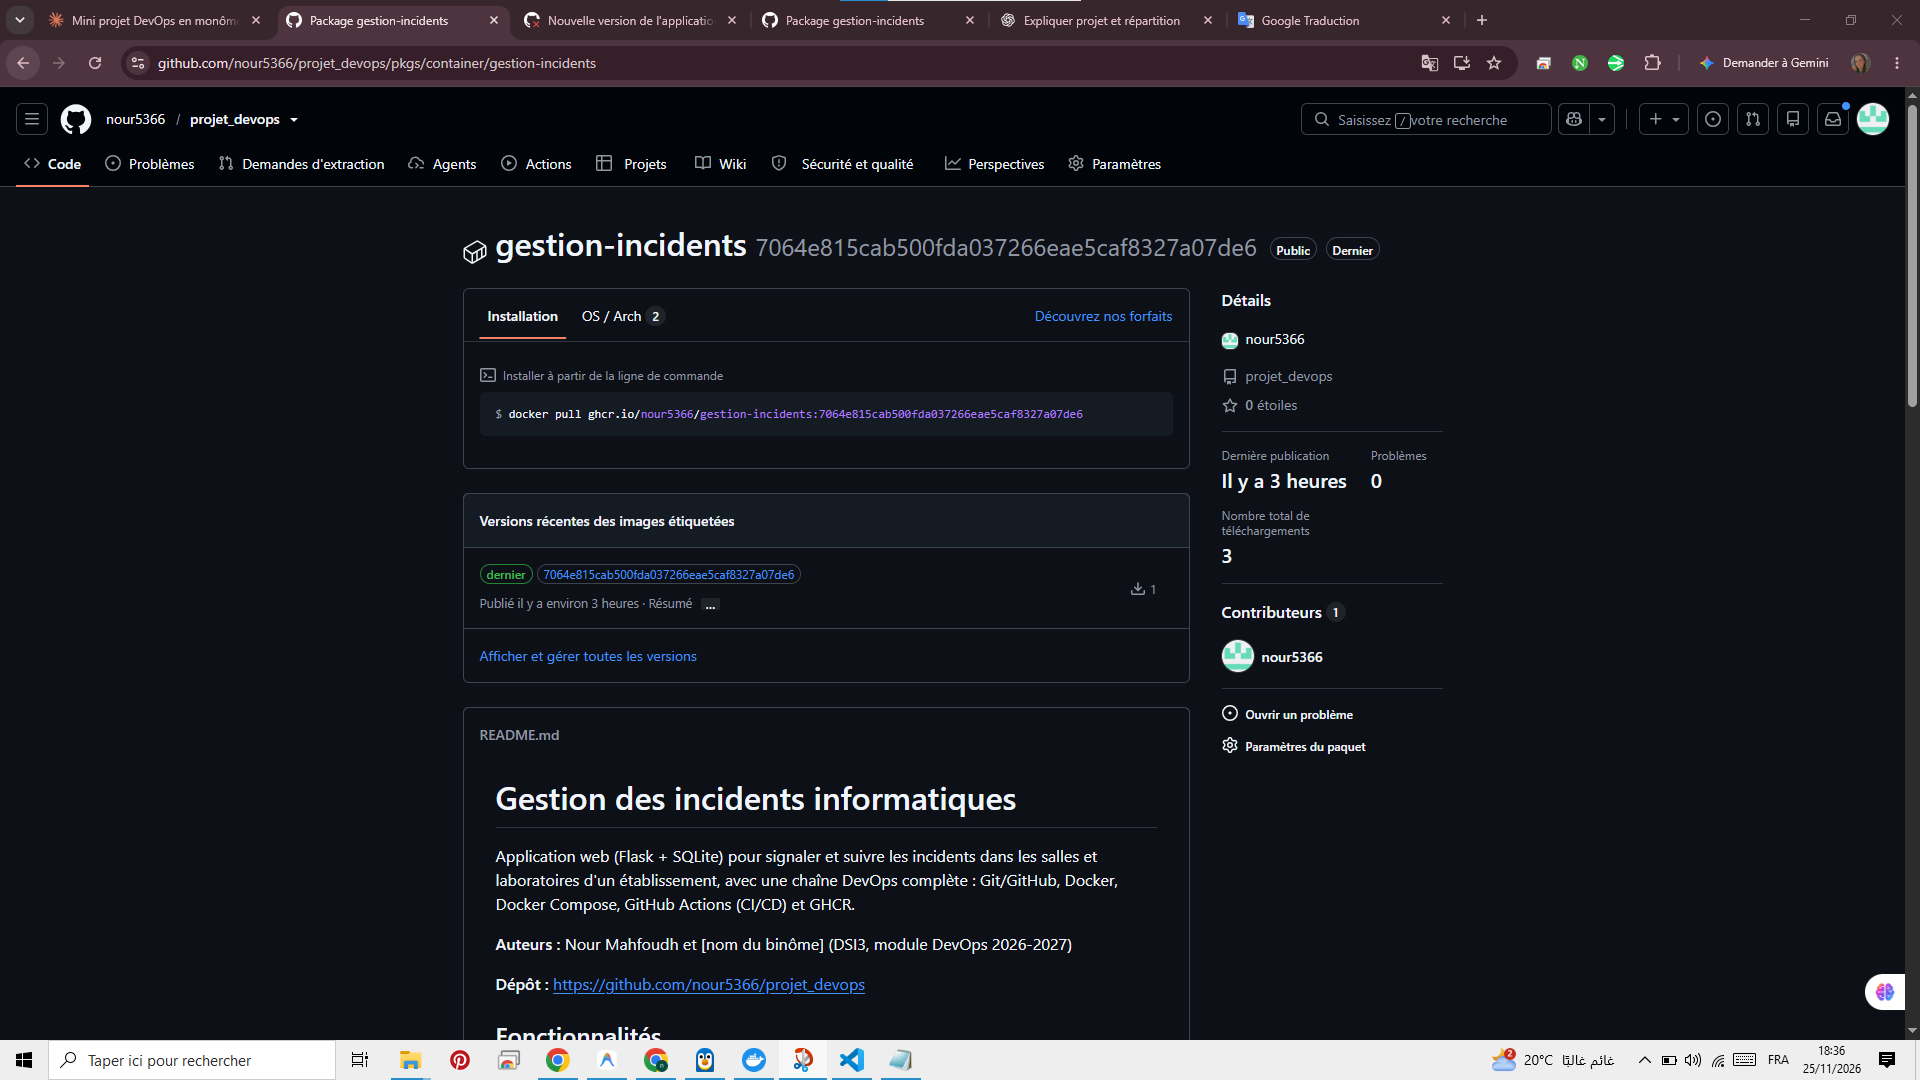 Mini projet DevOps en monôm
Package gestion-incidents
Nouvelle version de l'applicatio
Package gestion-incidents
Expliquer projet et répartition
Google Traduction
github.com/nour5366/projet_devops/pkgs/container/gestion-incidents
Demander à Gemini
nour5366 / projet_devops
Saisissez / votre recherche
Code
Problèmes
Demandes d'extraction
Agents
Actions
Projets
Wiki
Sécurité et qualité
Perspectives
Paramètres
gestion-incidents 7064e815cab500fda037266eae5caf8327a07de6 Public Dernier
Installation
OS / Arch 2
Découvrez nos forfaits
Installer à partir de la ligne de commande
$ docker pull ghcr.io/nour5366/gestion-incidents:7064e815cab500fda037266eae5caf8327a07de6
Versions récentes des images étiquetées
dernier 7064e815cab500fda037266eae5caf8327a07de6
Publié il y a environ 3 heures · Résumé ...
1
Afficher et gérer toutes les versions
README.md
Gestion des incidents informatiques
Application web (Flask + SQLite) pour signaler et suivre les incidents dans les salles et
laboratoires d'un établissement, avec une chaîne DevOps complète : Git/GitHub, Docker,
Docker Compose, GitHub Actions (CI/CD) et GHCR.
Auteurs : Nour Mahfoudh et [nom du binôme] (DSI3, module DevOps 2026-2027)
Dépôt : https://github.com/nour5366/projet_devops
Fonctionnalités
Détails
nour5366
projet_devops
0 étoiles
Dernière publication
Il y a 3 heures
Problèmes
0
Nombre total de
téléchargements
3
Contributeurs 1
nour5366
Ouvrir un problème
Paramètres du paquet
Taper ici pour rechercher
2
20°C غائم غالبًا
FRA
18:36
25/11/2026